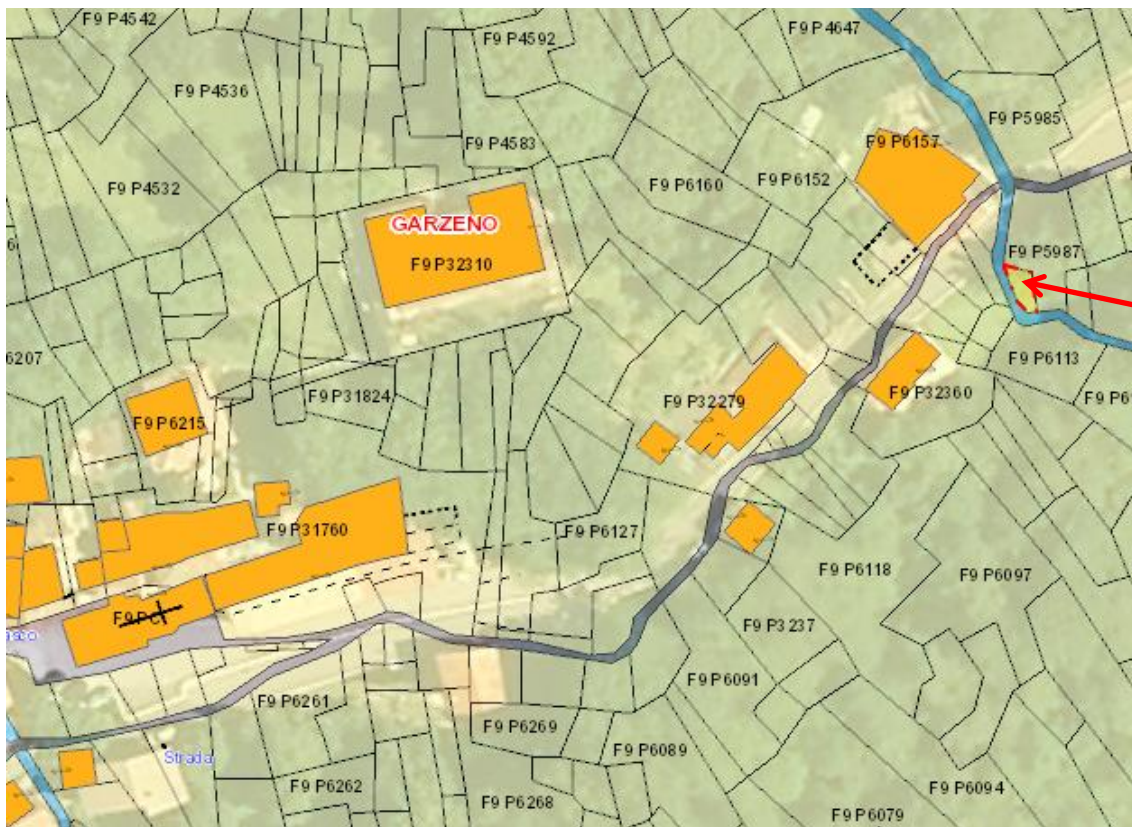 F9 P4542
F9 P4592
F9 P4647
F9 P4536
F9 P5985
F9 P4583
F9 P6157
F9 P4532
F9 P6160
F9 P6152
GARZENO
F9 P32310
F9 P5987
6207
F9 P6113
F9 P31824
F9 P32279
F9 P32360
F9 P6215
F9 P31760
F9 P6127
F9 P6118
F9 P6097
F9 P3237
F9 P6091
F9 P6261
F9 P6269
F9 P6089
Strada
F9 P6262
F9 P6268
F9 P6094
F9 P6079